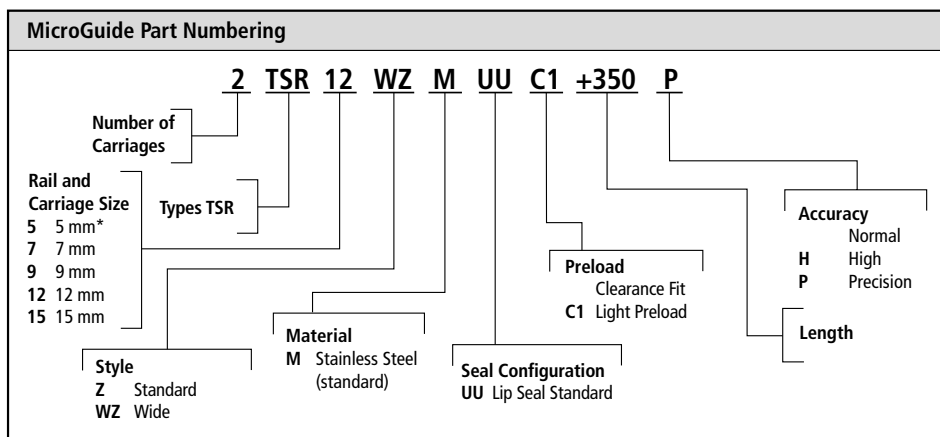 MicroGuide Part Numbering
2 TSR 12 WZ M UU C1 +350 P
Number of
Carriages
Rail and
Carriage Size
5 5 mm*
7 7 mm
9 9 mm
12 12 mm
15 15 mm
Types TSR
Style
Z Standard
WZ Wide
Material
M Stainless Steel
(standard)
Seal Configuration
UU Lip Seal Standard
Preload
Clearance Fit
C1 Light Preload
Accuracy
Normal
H High
P Precision
Length